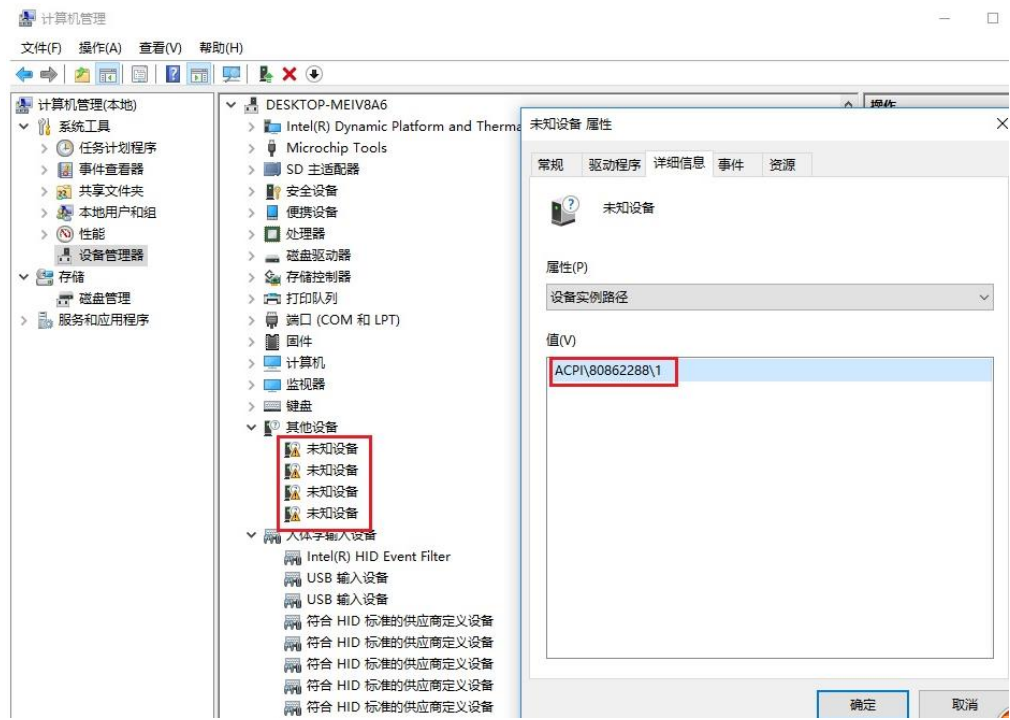 计算机管理
文件(F) 操作(A) 查看(V) 帮助(H)
计算机管理(本地)
系统工具
任务计划程序
事件查看器
共享文件夹
本地用户和组
性能
设备管理器
存储
磁盘管理
服务和应用程序
DESKTOP-MEIV8A6
Intel(R) Dynamic Platform and Therma
Microchip Tools
SD 主适配器
安全设备
便携设备
处理器
磁盘驱动器
存储控制器
打印队列
端口 (COM 和 LPT)
固件
计算机
监视器
键盘
其他设备
未知设备
未知设备
未知设备
未知设备
人体学输入设备
Intel(R) HID Event Filter
USB 输入设备
USB 输入设备
符合 HID 标准的供应商定义设备
符合 HID 标准的供应商定义设备
符合 HID 标准的供应商定义设备
符合 HID 标准的供应商定义设备
符合 HID 标准的供应商定义设备
操作
未知设备 属性
常规 驱动程序 详细信息 事件 资源
未知设备
属性(P)
设备实例路径
值(V)
ACPI\80862288\1
确定 取消